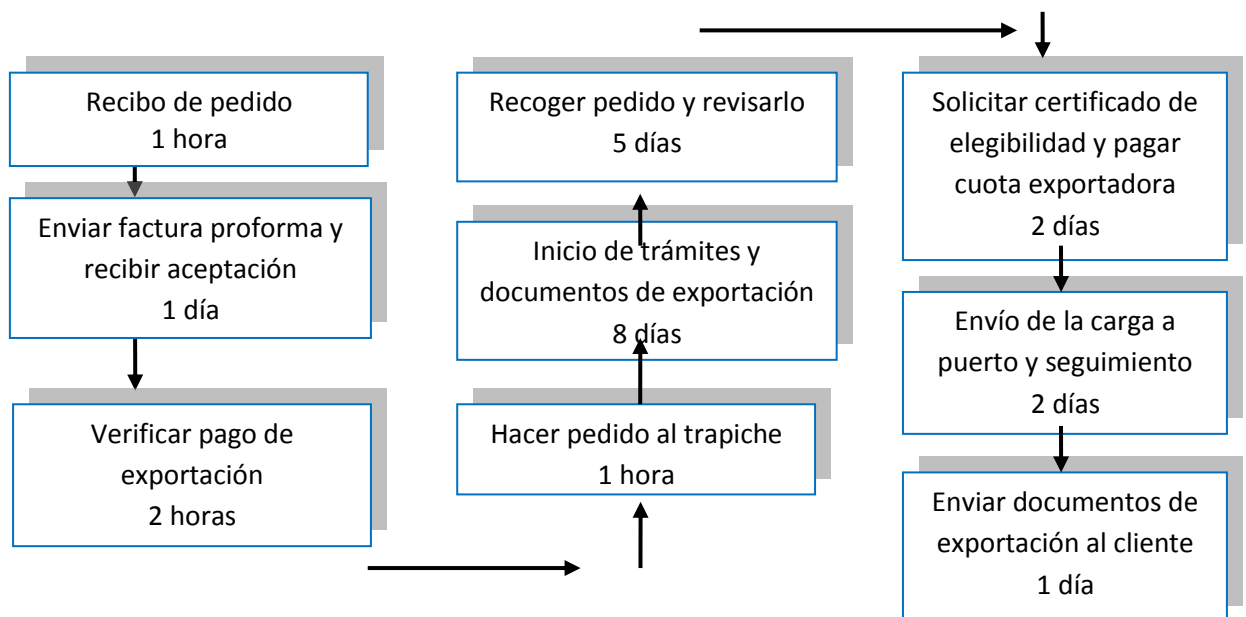 Recibo de pedido
1 hora
Enviar factura proforma y
recibir aceptación
1 día
Verificar pago de
exportación
2 horas
Hacer pedido al trapiche
1 hora
Inicio de trámites y
documentos de exportación
8 días
Recoger pedido y revisarlo
5 días
Solicitar certificado de
elegibilidad y pagar
cuota exportadora
2 días
Envío de la carga a
puerto y seguimiento
2 días
Enviar documentos de
exportación al cliente
1 día